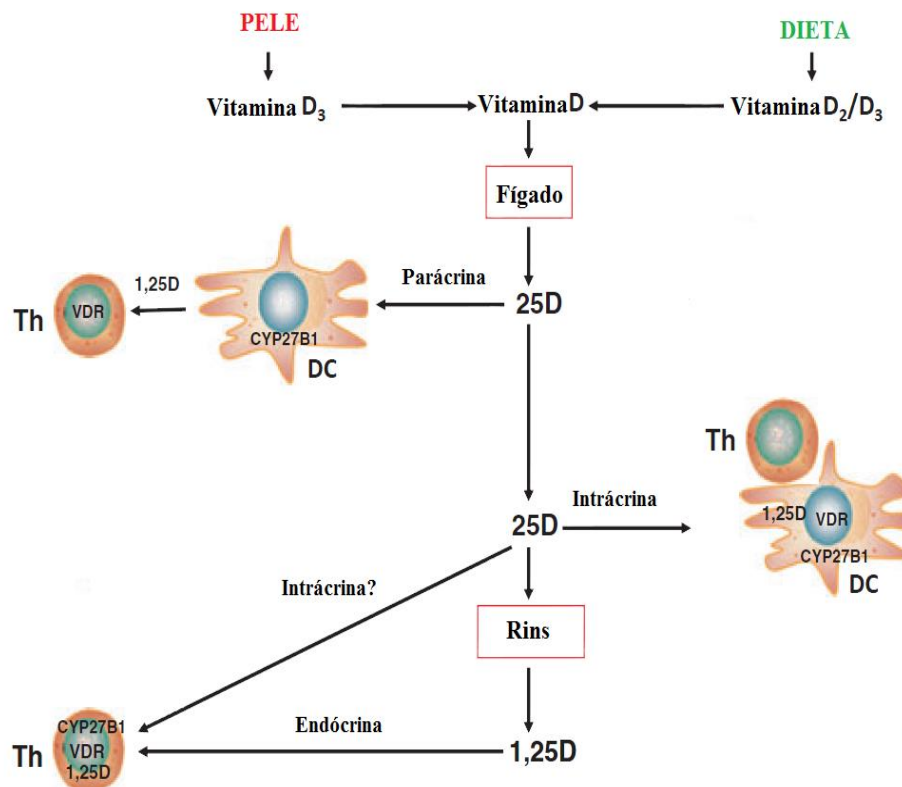 PELE
DIETA
Vitamina D₃
Vitamina D
Vitamina D₂/D₃
Fígado
Parácrina
1,25D
25D
Th
VDR
CYP27B1
DC
Th
Intrácrina
25D
1,25D
VDR
CYP27B1
DC
Intrácrina?
Rins
Endócrina
CYP27B1
Th
VDR
1,25D
1,25D